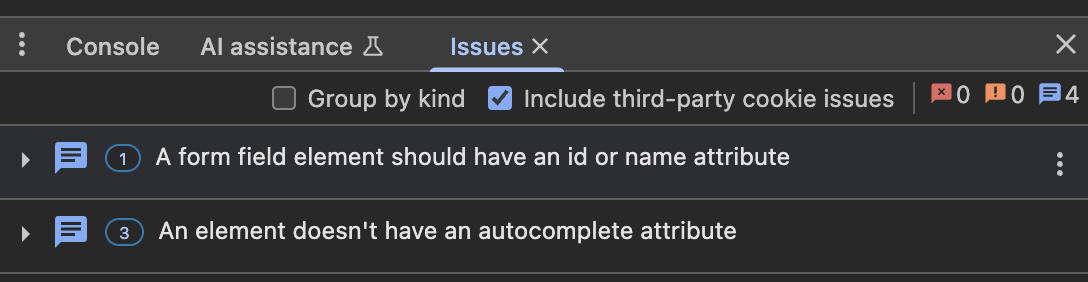 Console AI assistance Issues
Group by kind Include third-party cookie issues 0 0 4
1 A form field element should have an id or name attribute
3 An element doesn't have an autocomplete attribute